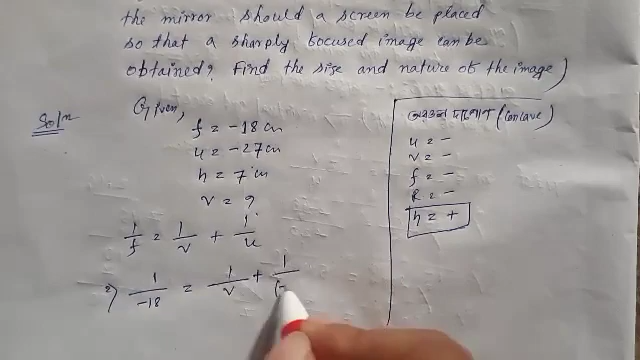 the mirror should a screen be placed
so that a sharply focused image can be
obtained? Find the size and nature of the image)
Soln
Given,
f = -18 cm
u = -27 cm
h = 7 cm
v = ?
1/f = 1/v + 1/u
⇒ 1/-18 = 1/v + 1/(-
(Concave)
u = -
v = -
f = -
R = -
h = +